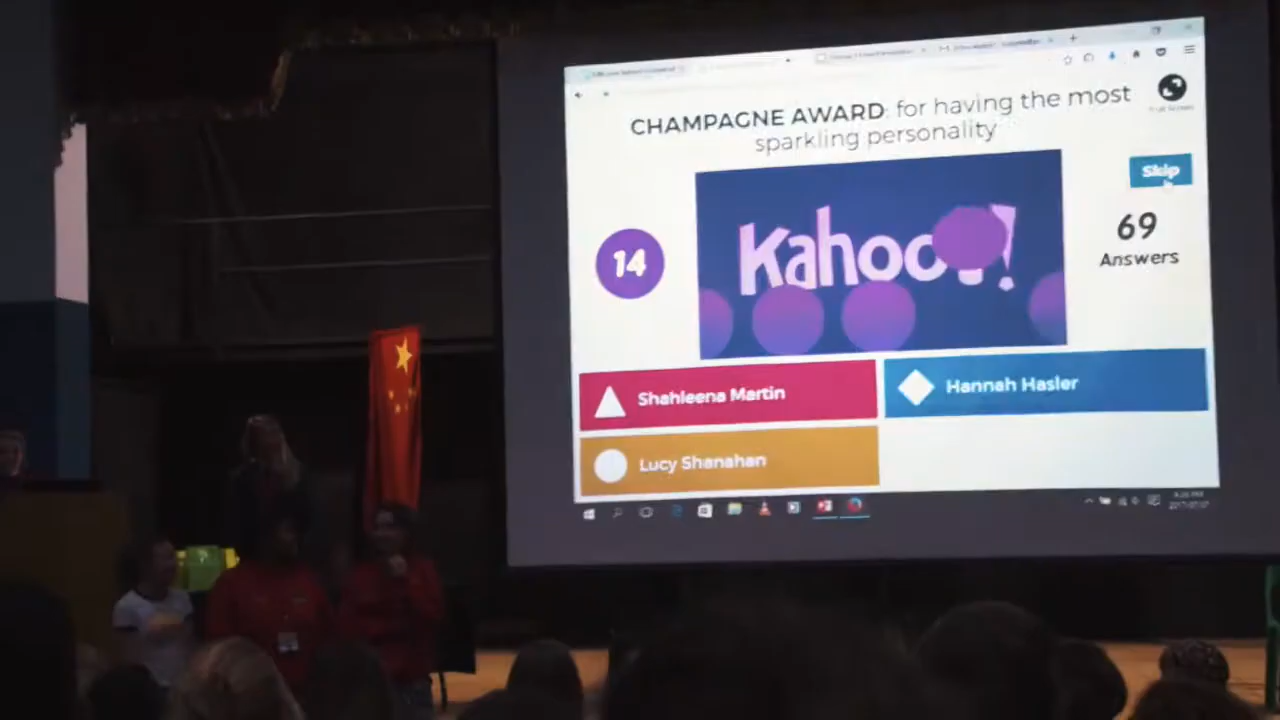 CHAMPAGNE AWARD: for having the most
sparkling personality
Skip
14
Kahoot!
69
Answers
Shahleena Martin
Hannah Hasler
Lucy Shanahan